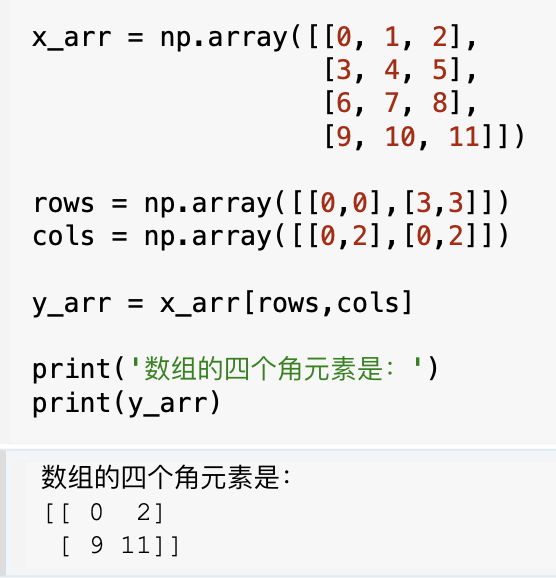 x_arr = np.array([[0, 1, 2],
                  [3, 4, 5],
                  [6, 7, 8],
                  [9, 10, 11]])
rows = np.array([[0,0],[3,3]])
cols = np.array([[0,2],[0,2]])
y_arr = x_arr[rows,cols]
print('数组的四个角元素是：')
print(y_arr)
数组的四个角元素是：
[[ 0  2]
 [ 9 11]]